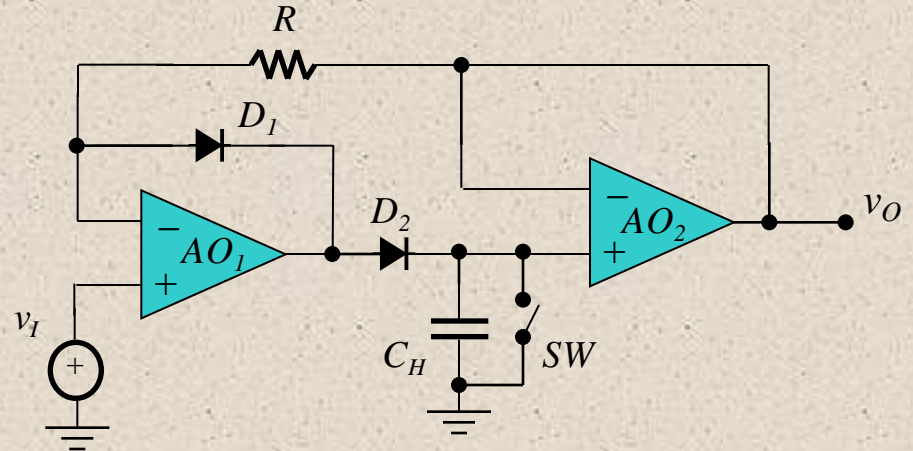 R
D1
− AO1 +
D2
− AO2 +
vO
vI
+
CH
SW